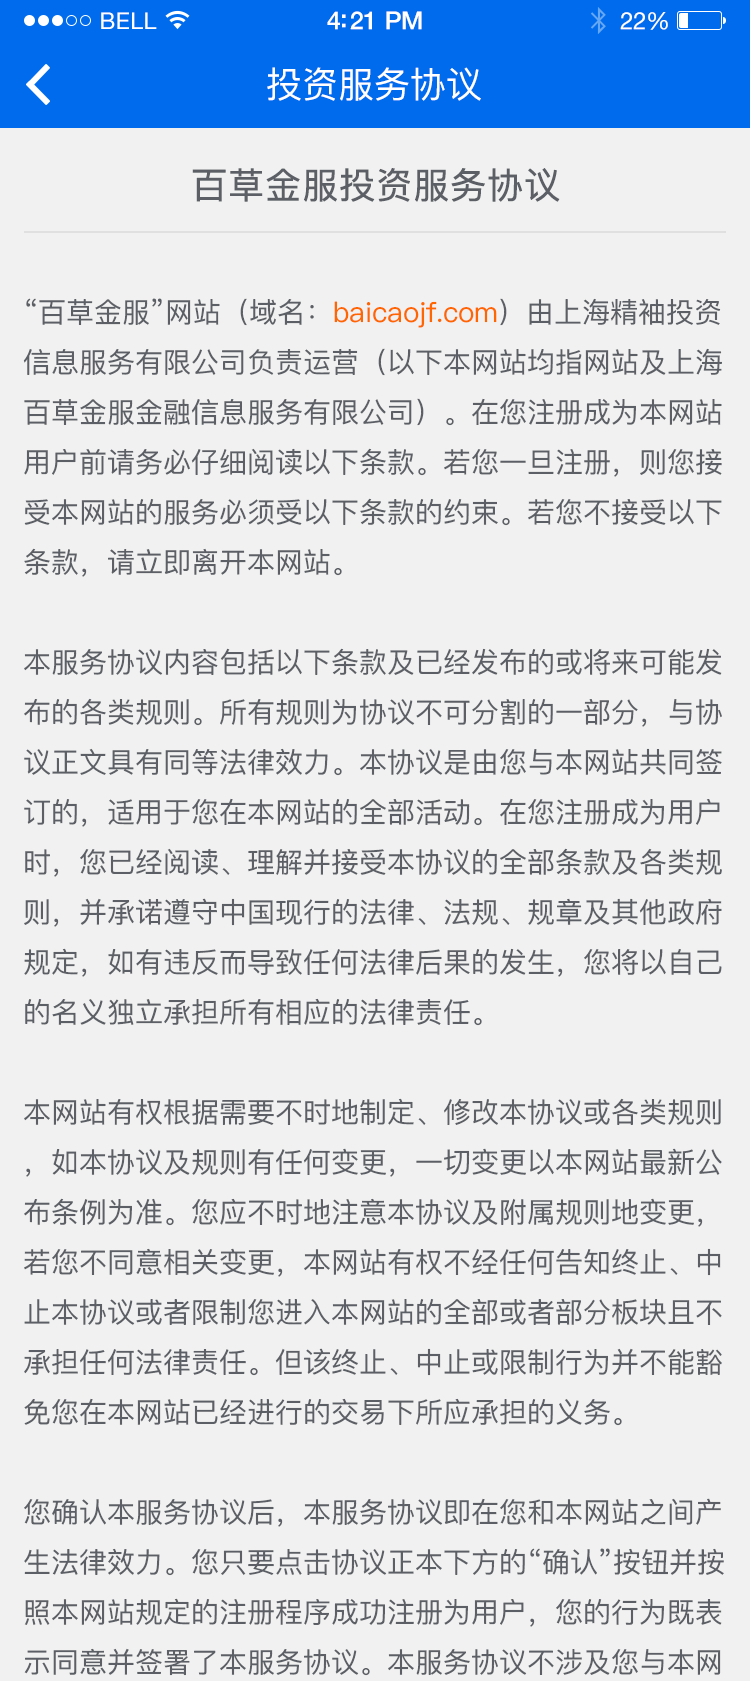 BELL 4:21 PM 22%
投资服务协议
百草金服投资服务协议
“百草金服”网站（域名：baicaojf.com）由上海精袖投资
信息服务有限公司负责运营（以下本网站均指网站及上海
百草金服金融信息服务有限公司）。在您注册成为本网站
用户前请务必仔细阅读以下条款。若您一旦注册，则您接
受本网站的服务必须受以下条款的约束。若您不接受以下
条款，请立即离开本网站。
本服务协议内容包括以下条款及已经发布的或将来可能发
布的各类规则。所有规则为协议不可分割的一部分，与协
议正文具有同等法律效力。本协议是由您与本网站共同签
订的，适用于您在本网站的全部活动。在您注册成为用户
时，您已经阅读、理解并接受本协议的全部条款及各类规
则，并承诺遵守中国现行的法律、法规、规章及其他政府
规定，如有违反而导致任何法律后果的发生，您将以自己
的名义独立承担所有相应的法律责任。
本网站有权根据需要不时地制定、修改本协议或各类规则
，如本协议及规则有任何变更，一切变更以本网站最新公
布条例为准。您应不时地注意本协议及附属规则地变更，
若您不同意相关变更，本网站有权不经任何告知终止、中
止本协议或者限制您进入本网站的全部或者部分板块且不
承担任何法律责任。但该终止、中止或限制行为并不能豁
免您在本网站已经进行的交易下所应承担的义务。
您确认本服务协议后，本服务协议即在您和本网站之间产
生法律效力。您只要点击协议正本下方的“确认”按钮并按
照本网站规定的注册程序成功注册为用户，您的行为既表
示同意并签署了本服务协议。本服务协议不涉及您与本网